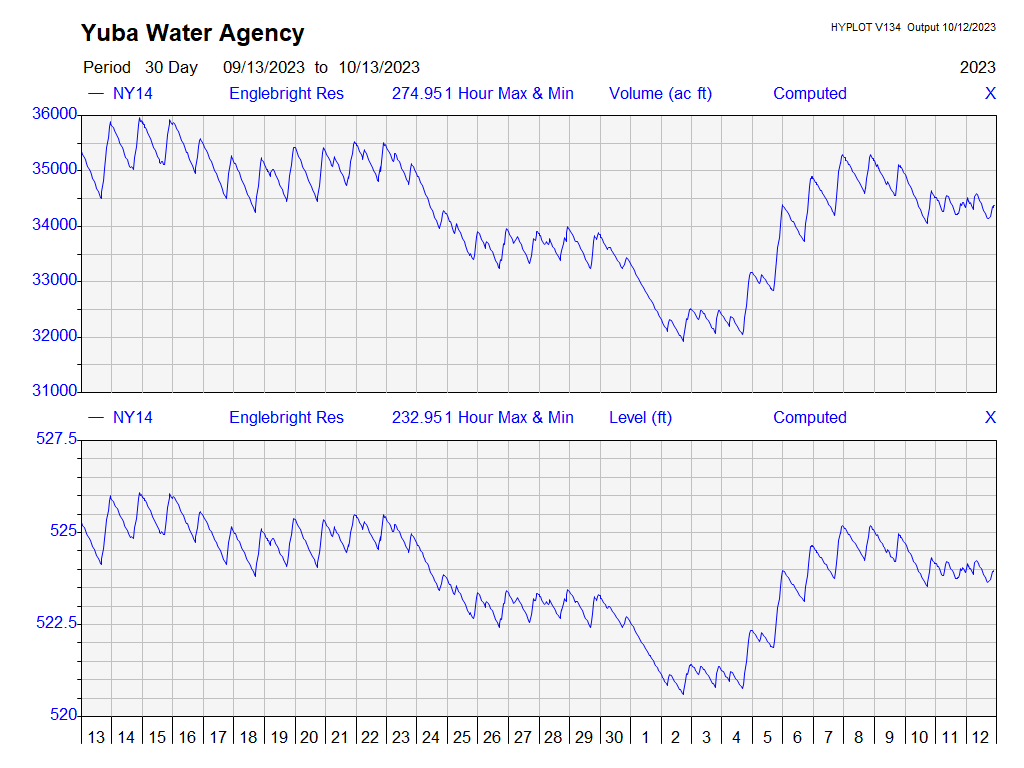 Yuba Water Agency
HYPLOT V134 Output 10/12/2023
Period 30 Day 09/13/2023 to 10/13/2023 2023
NY14 Englebright Res 274.951 Hour Max & Min Volume (ac ft) Computed X
36000
35000
34000
33000
32000
31000
NY14 Englebright Res 232.951 Hour Max & Min Level (ft) Computed X
527.5
525
522.5
520
13 14 15 16 17 18 19 20 21 22 23 24 25 26 27 28 29 30 1 2 3 4 5 6 7 8 9 10 11 12